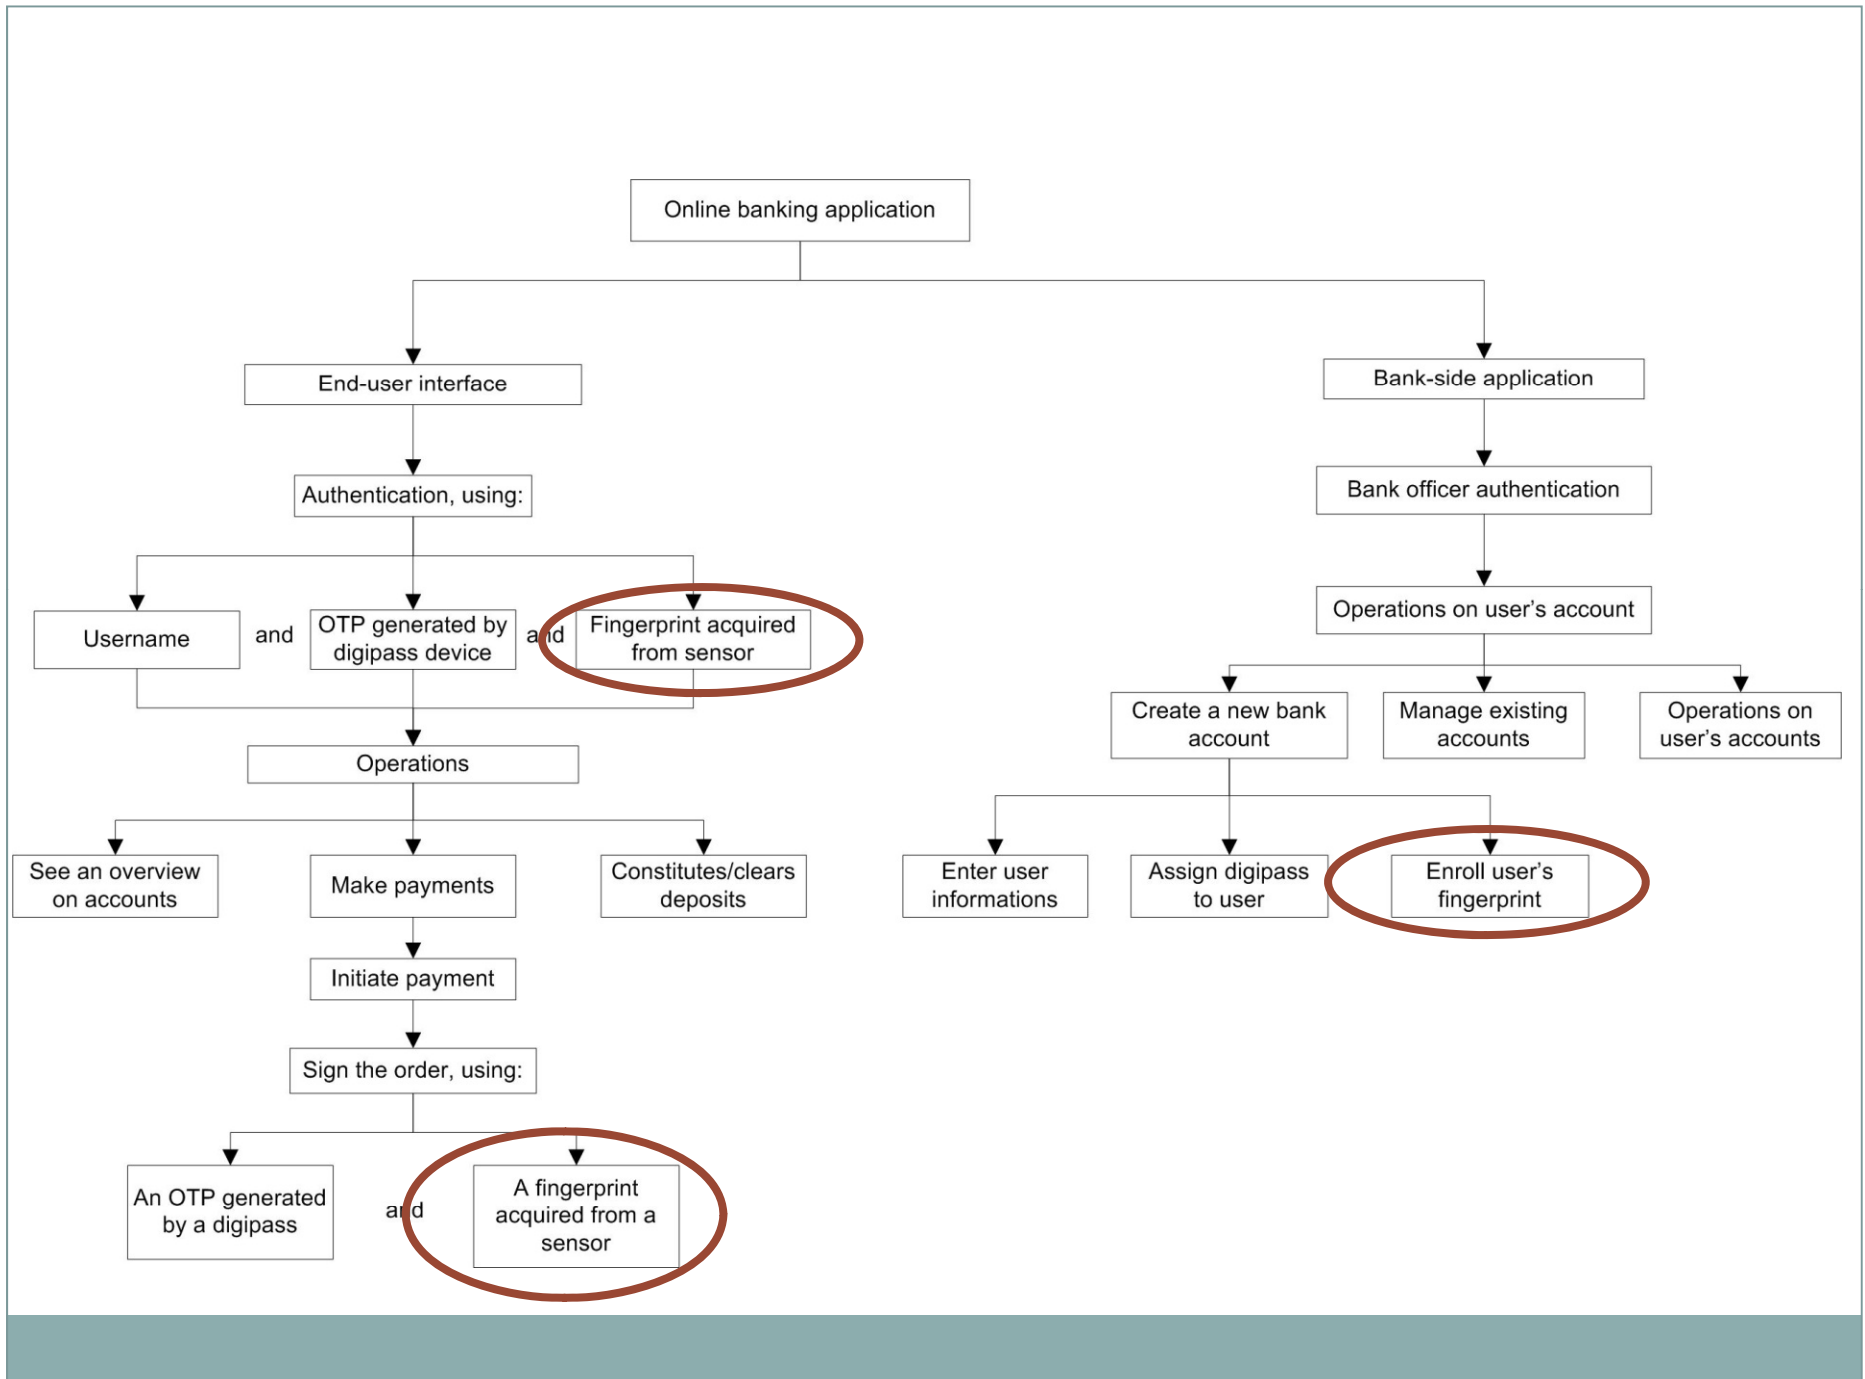 Online banking application
End-user interface
Bank-side application
Authentication, using:
Bank officer authentication
Username
and
OTP generated by
digipass device
and
Fingerprint acquired
from sensor
Operations on user's account
Create a new bank
account
Manage existing
accounts
Operations on
user's accounts
Operations
See an overview
on accounts
Make payments
Constitutes/clears
deposits
Enter user
informations
Assign digipass
to user
Enroll user's
fingerprint
Initiate payment
Sign the order, using:
An OTP generated
by a digipass
and
A fingerprint
acquired from a
sensor